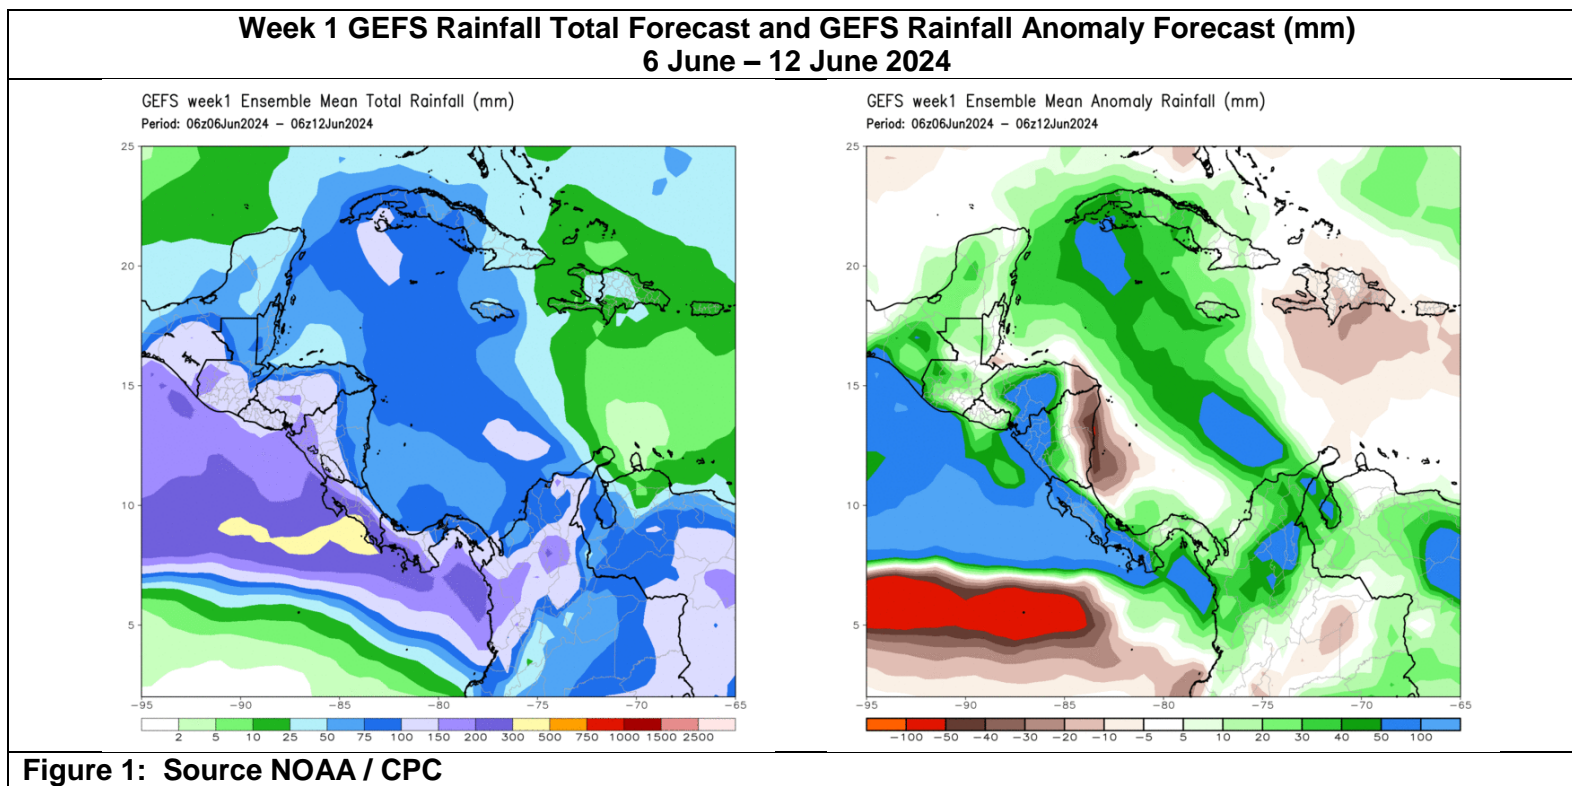 Week 1 GEFS Rainfall Total Forecast and GEFS Rainfall Anomaly Forecast (mm)
6 June – 12 June 2024
GEFS week1 Ensemble Mean Total Rainfall (mm)
Period: 06z06Jun2024 – 06z12Jun2024
25
20
15
10
5
−95 −90 −85 −80 −75 −70 −65
2 5 10 25 50 75 100 150 200 300 500 750 1000 1500 2500
GEFS week1 Ensemble Mean Anomaly Rainfall (mm)
Period: 06z06Jun2024 – 06z12Jun2024
25
20
15
10
5
−95 −90 −85 −80 −75 −70 −65
−100 −50 −40 −30 −20 −10 −5 5 10 20 30 40 50 100
Figure 1: Source NOAA / CPC